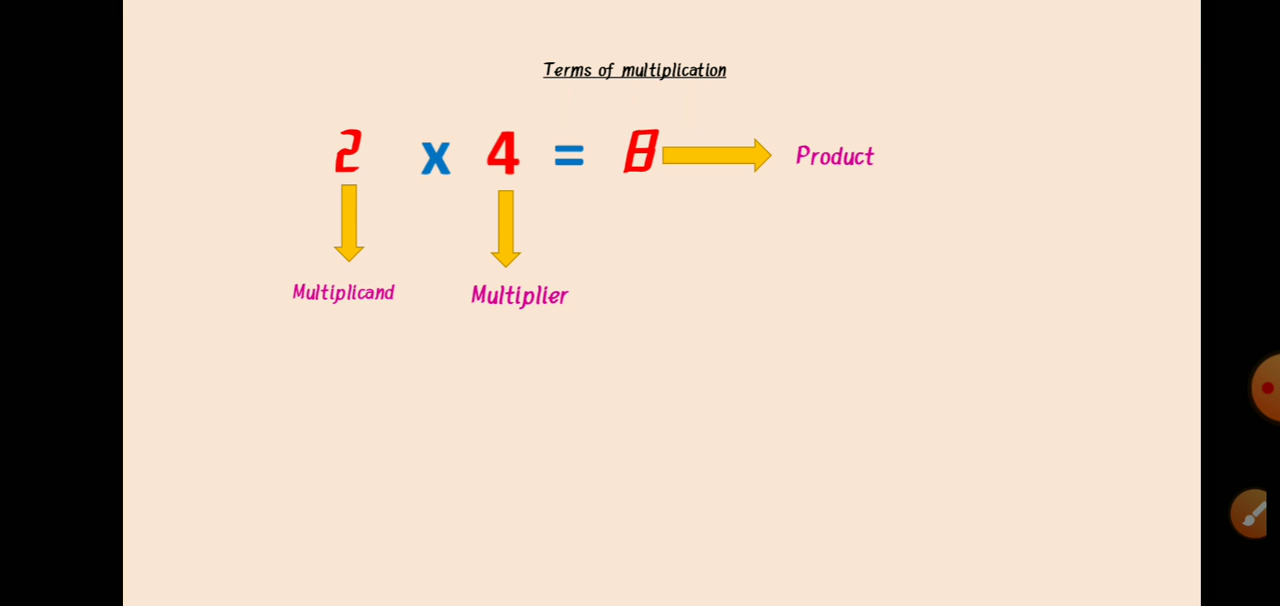 Terms of multiplication
2 x 4 = 8 Product
Multiplicand Multiplier